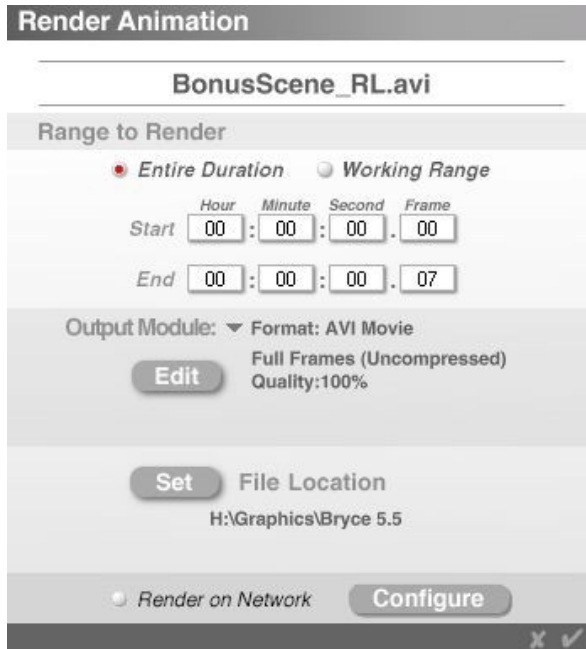 Render Animation
BonusScene_RL.avi
Range to Render
Entire Duration Working Range
Hour Minute Second Frame
Start 00 : 00 : 00 . 00
End 00 : 00 : 00 . 07
Output Module: Format: AVI Movie
Full Frames (Uncompressed)
Edit Quality:100%
Set File Location
H:\Graphics\Bryce 5.5
Render on Network Configure